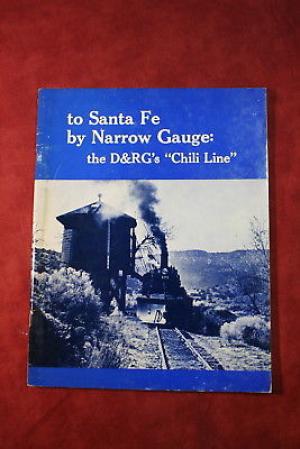 to Santa Fe
by Narrow Gauge:
the D&RG's "Chili Line"